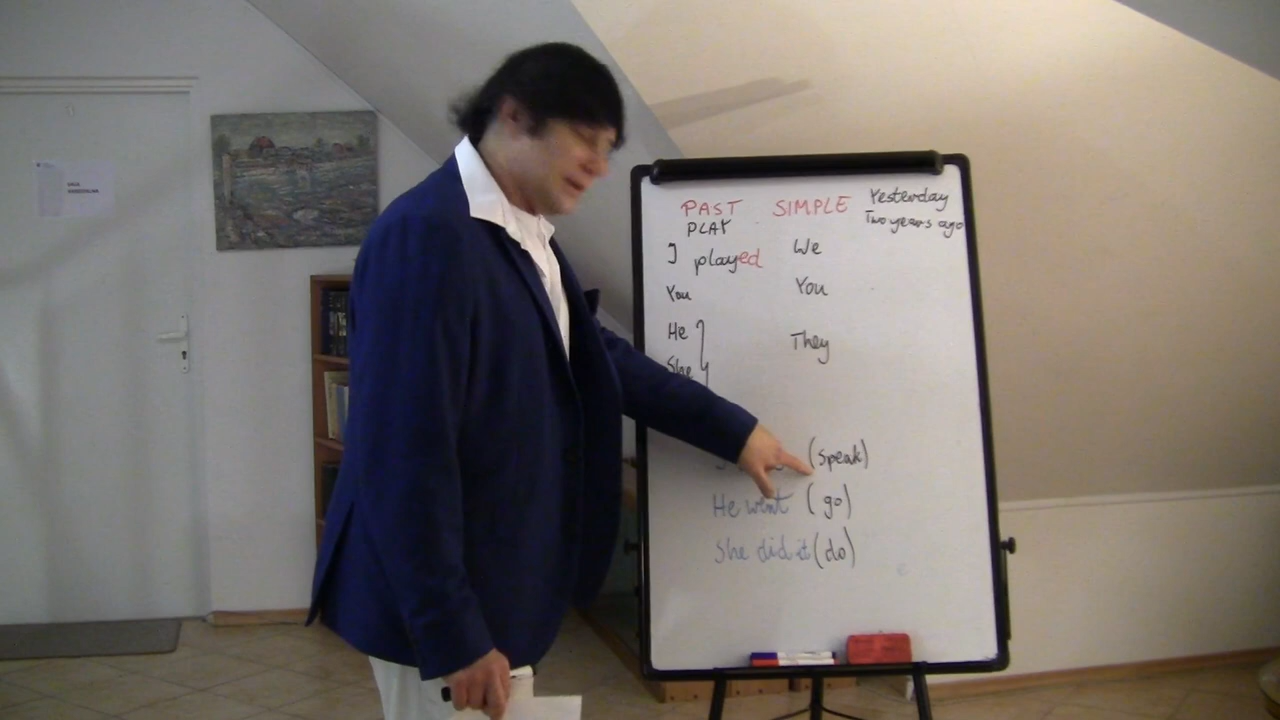 PAST SIMPLE Yesterday
PLAY Two years ago
I played We
You You
He They
She
(speak)
He went (go)
She did it (do)